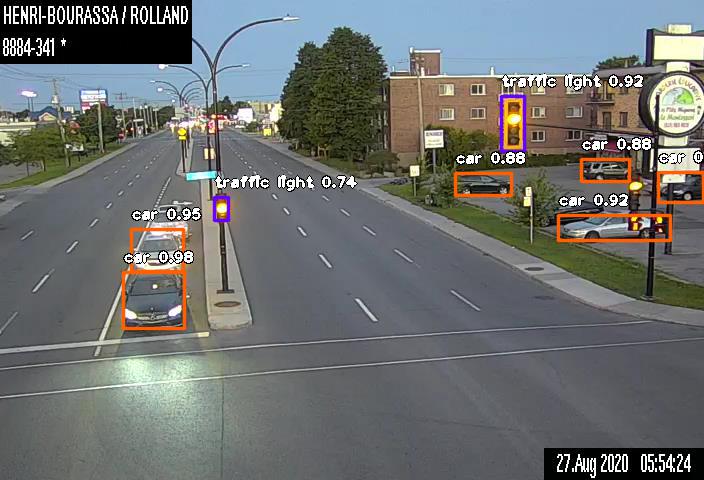 HENRI-BOURASSA / ROLLAND
8884-341 *
traffic light 0.92
car 0.88
car 0.88
car 0
traffic light 0.74
car 0.92
car 0.95
car 0.98
27.Aug 2020 05:54:24